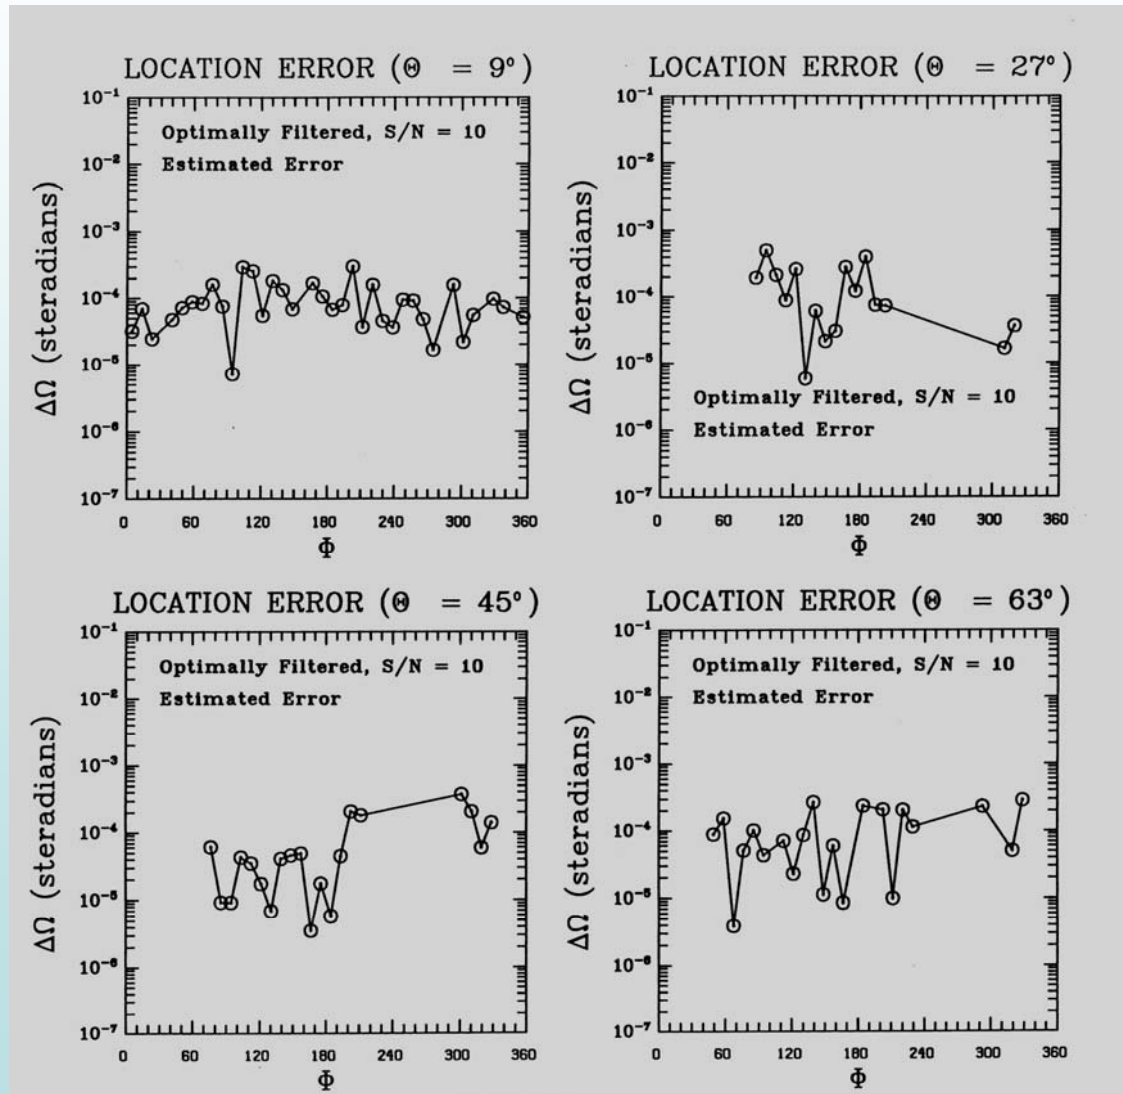 LOCATION ERROR (Θ = 9°)
10⁻¹
10⁻²
10⁻³
10⁻⁴
10⁻⁵
10⁻⁶
10⁻⁷
ΔΩ (steradians)
Optimally Filtered, S/N = 10
Estimated Error
0 60 120 180 240 300 360
Φ
LOCATION ERROR (Θ = 27°)
10⁻¹
10⁻²
10⁻³
10⁻⁴
10⁻⁵
10⁻⁶
10⁻⁷
ΔΩ (steradians)
Optimally Filtered, S/N = 10
Estimated Error
0 60 120 180 240 300 360
Φ
LOCATION ERROR (Θ = 45°)
10⁻¹
10⁻²
10⁻³
10⁻⁴
10⁻⁵
10⁻⁶
10⁻⁷
ΔΩ (steradians)
Optimally Filtered, S/N = 10
Estimated Error
0 60 120 180 240 300 360
Φ
LOCATION ERROR (Θ = 63°)
10⁻¹
10⁻²
10⁻³
10⁻⁴
10⁻⁵
10⁻⁶
10⁻⁷
ΔΩ (steradians)
Optimally Filtered, S/N = 10
Estimated Error
0 60 120 180 240 300 360
Φ